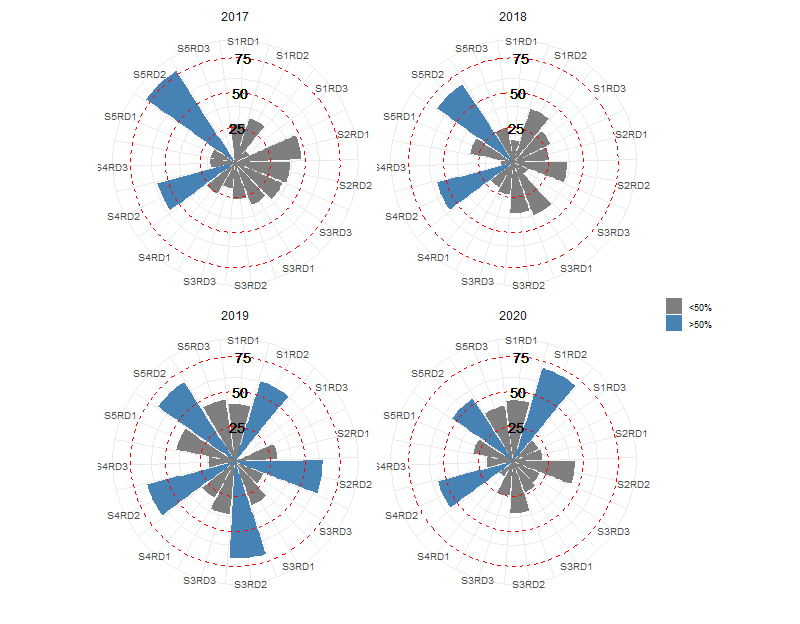 2017
S5RD3
S1RD1
S1RD2
S5RD2
75
S1RD3
50
S5RD1
25
S2RD1
S4RD3
S2RD2
S4RD2
S3RD3
S4RD1
S3RD1
S3RD3
S3RD2
2018
S5RD3
S1RD1
S1RD2
S5RD2
75
S1RD3
50
S5RD1
25
S2RD1
S4RD3
S2RD2
S4RD2
S3RD3
S4RD1
S3RD1
S3RD3
S3RD2
<50%
>50%
2019
S5RD3
S1RD1
S1RD2
S5RD2
75
S1RD3
50
S5RD1
25
S2RD1
S4RD3
S2RD2
S4RD2
S3RD3
S4RD1
S3RD1
S3RD3
S3RD2
2020
S5RD3
S1RD1
S1RD2
S5RD2
75
S1RD3
50
S5RD1
25
S2RD1
S4RD3
S2RD2
S4RD2
S3RD3
S4RD1
S3RD1
S3RD3
S3RD2